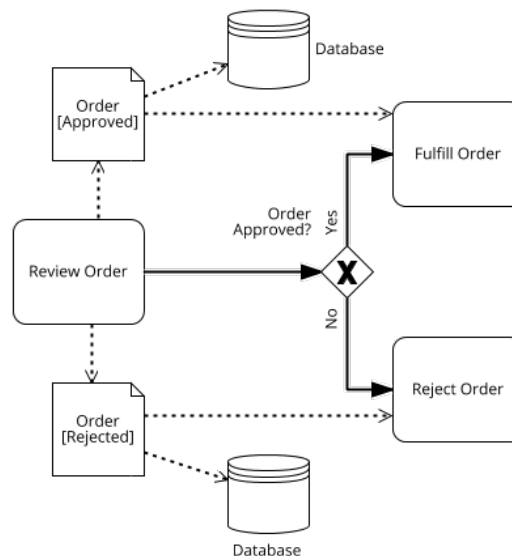 Database
Order
[Approved]
Fulfill Order
Order
Approved?
Yes
Review Order
X
No
Order
[Rejected]
Reject Order
Database